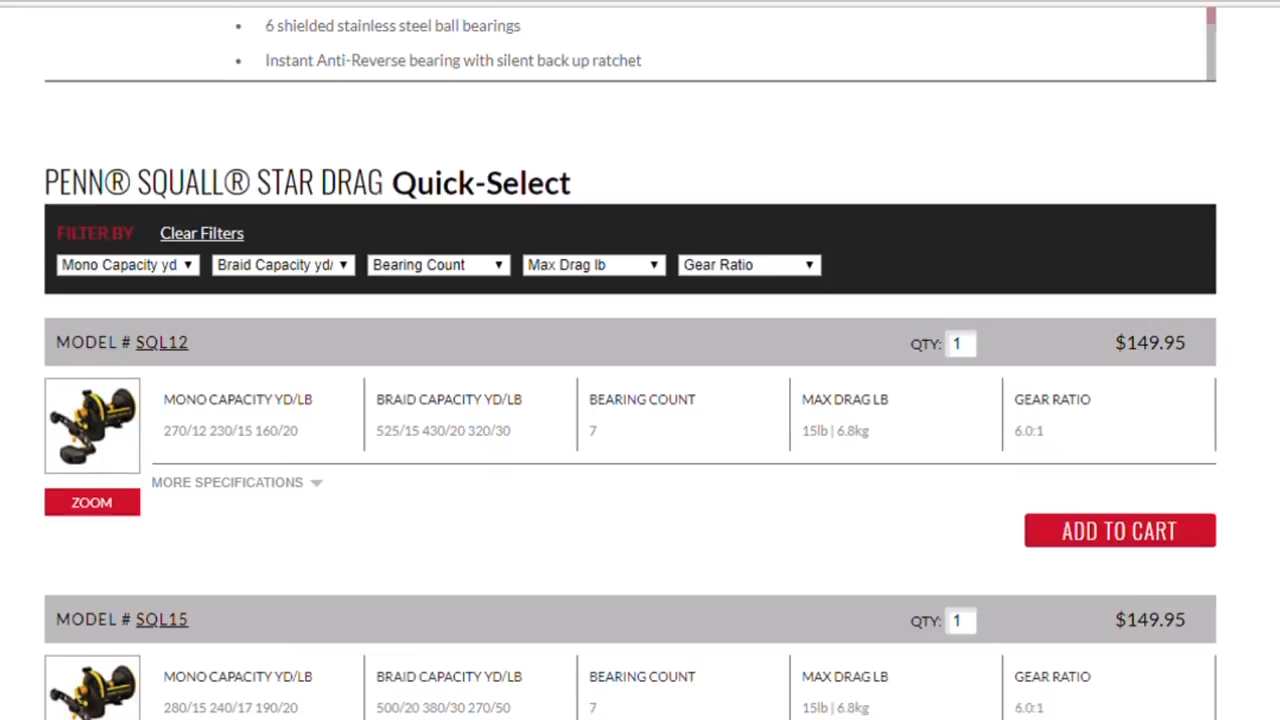 6 shielded stainless steel ball bearings
Instant Anti-Reverse bearing with silent back up ratchet
PENN® SQUALL® STAR DRAG Quick-Select
FILTER BY Clear Filters
Mono Capacity yd Braid Capacity yd/ Bearing Count Max Drag lb Gear Ratio
MODEL # SQL12 QTY: 1 $149.95
MONO CAPACITY YD/LB BRAID CAPACITY YD/LB BEARING COUNT MAX DRAG LB GEAR RATIO
270/12 230/15 160/20 525/15 430/20 320/30 7 15lb | 6.8kg 6.0:1
MORE SPECIFICATIONS
ZOOM
ADD TO CART
MODEL # SQL15 QTY: 1 $149.95
MONO CAPACITY YD/LB BRAID CAPACITY YD/LB BEARING COUNT MAX DRAG LB GEAR RATIO
280/15 240/17 190/20 500/20 380/30 270/50 7 15lb | 6.8kg 6.0:1